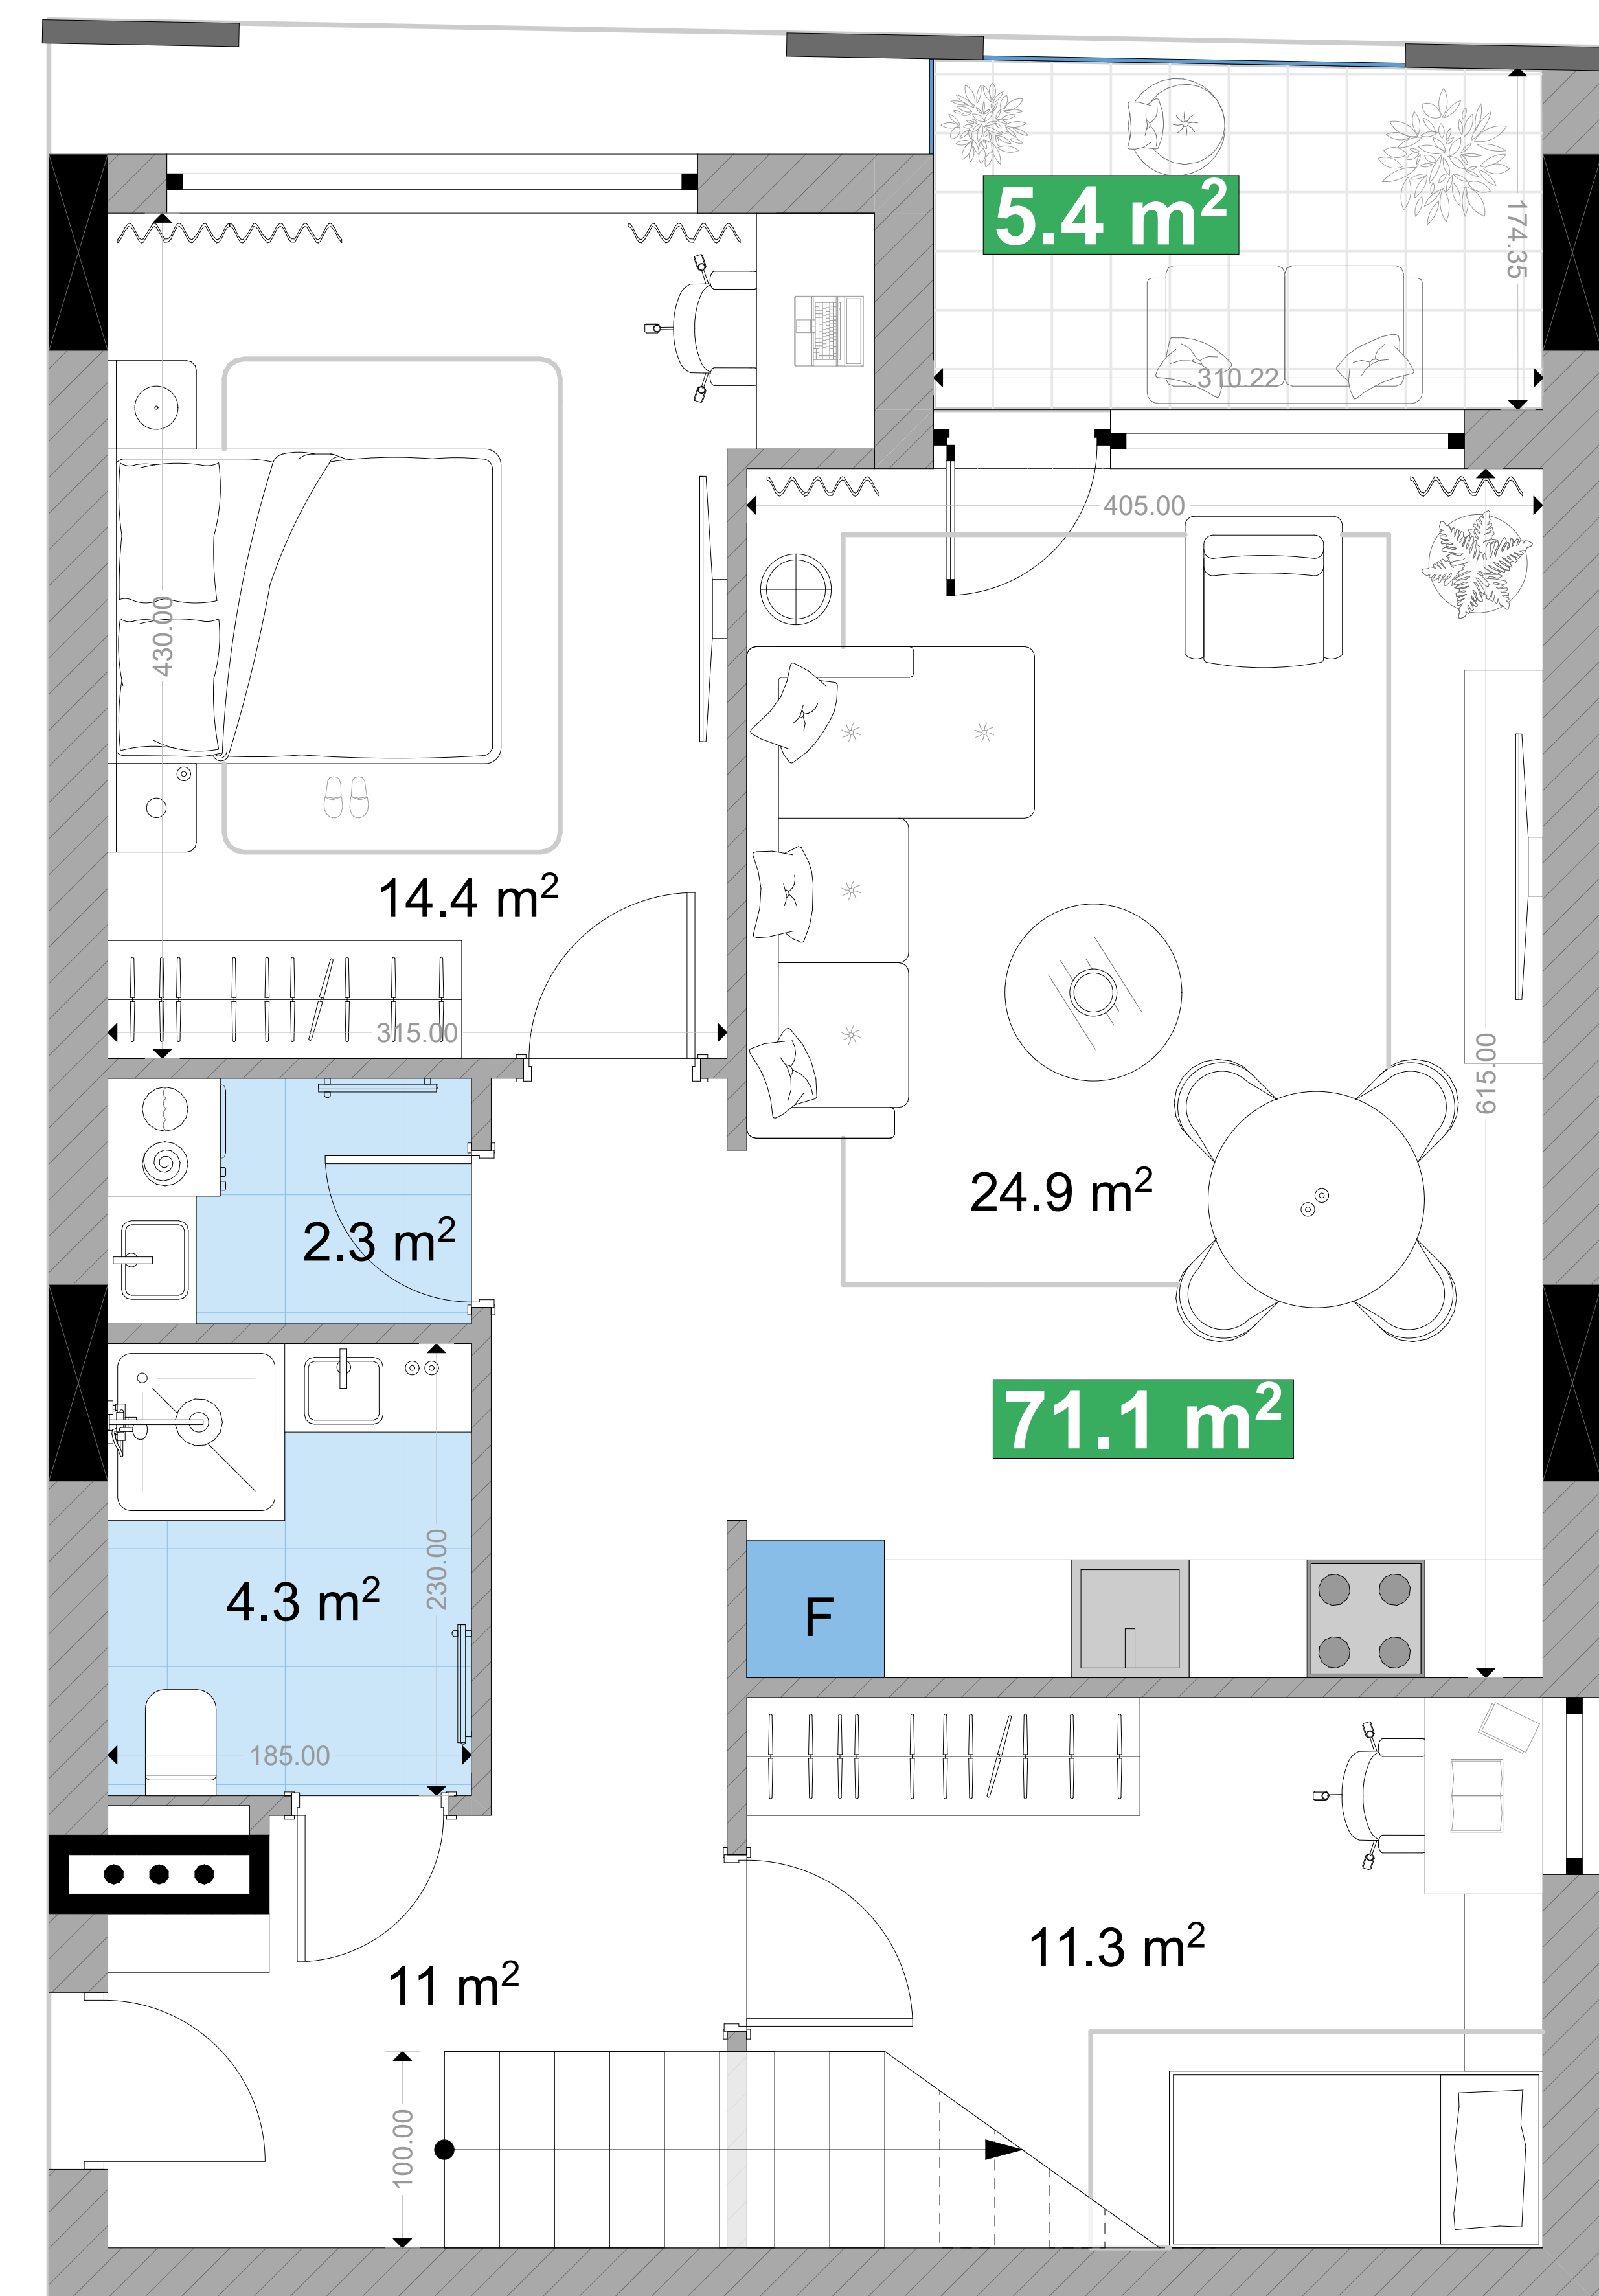 5.4 m²
174.35
310.22
405.00
430.00
14.4 m²
315.00
615.00
24.9 m²
2.3 m²
71.1 m²
230.00
4.3 m²
F
185.00
11.3 m²
11 m²
100.00